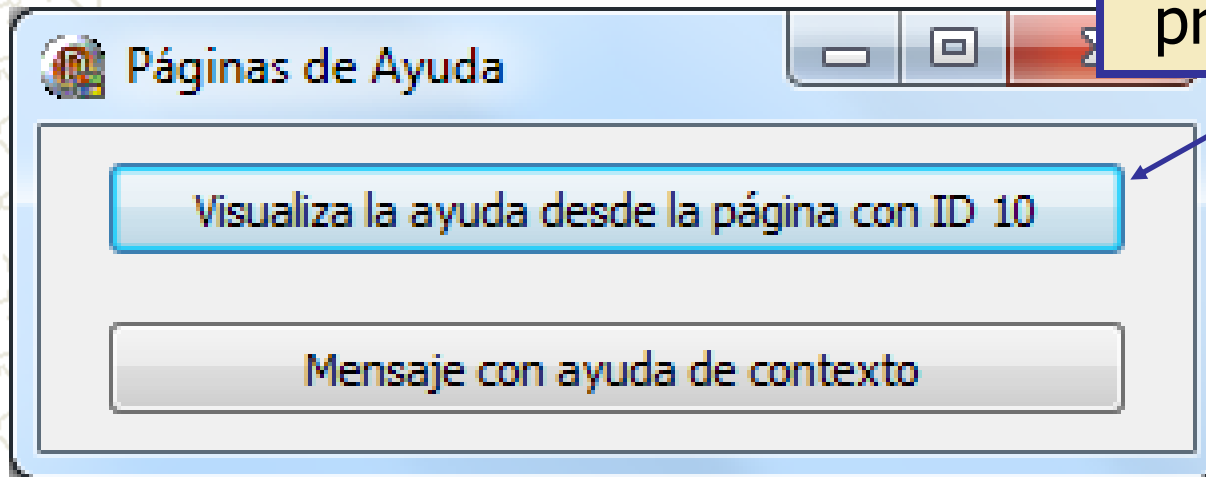 Páginas de Ayuda
Visualiza la ayuda desde la página con ID 10
Mensaje con ayuda de contexto